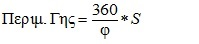 Περιμ. Γης = 360/φ * S